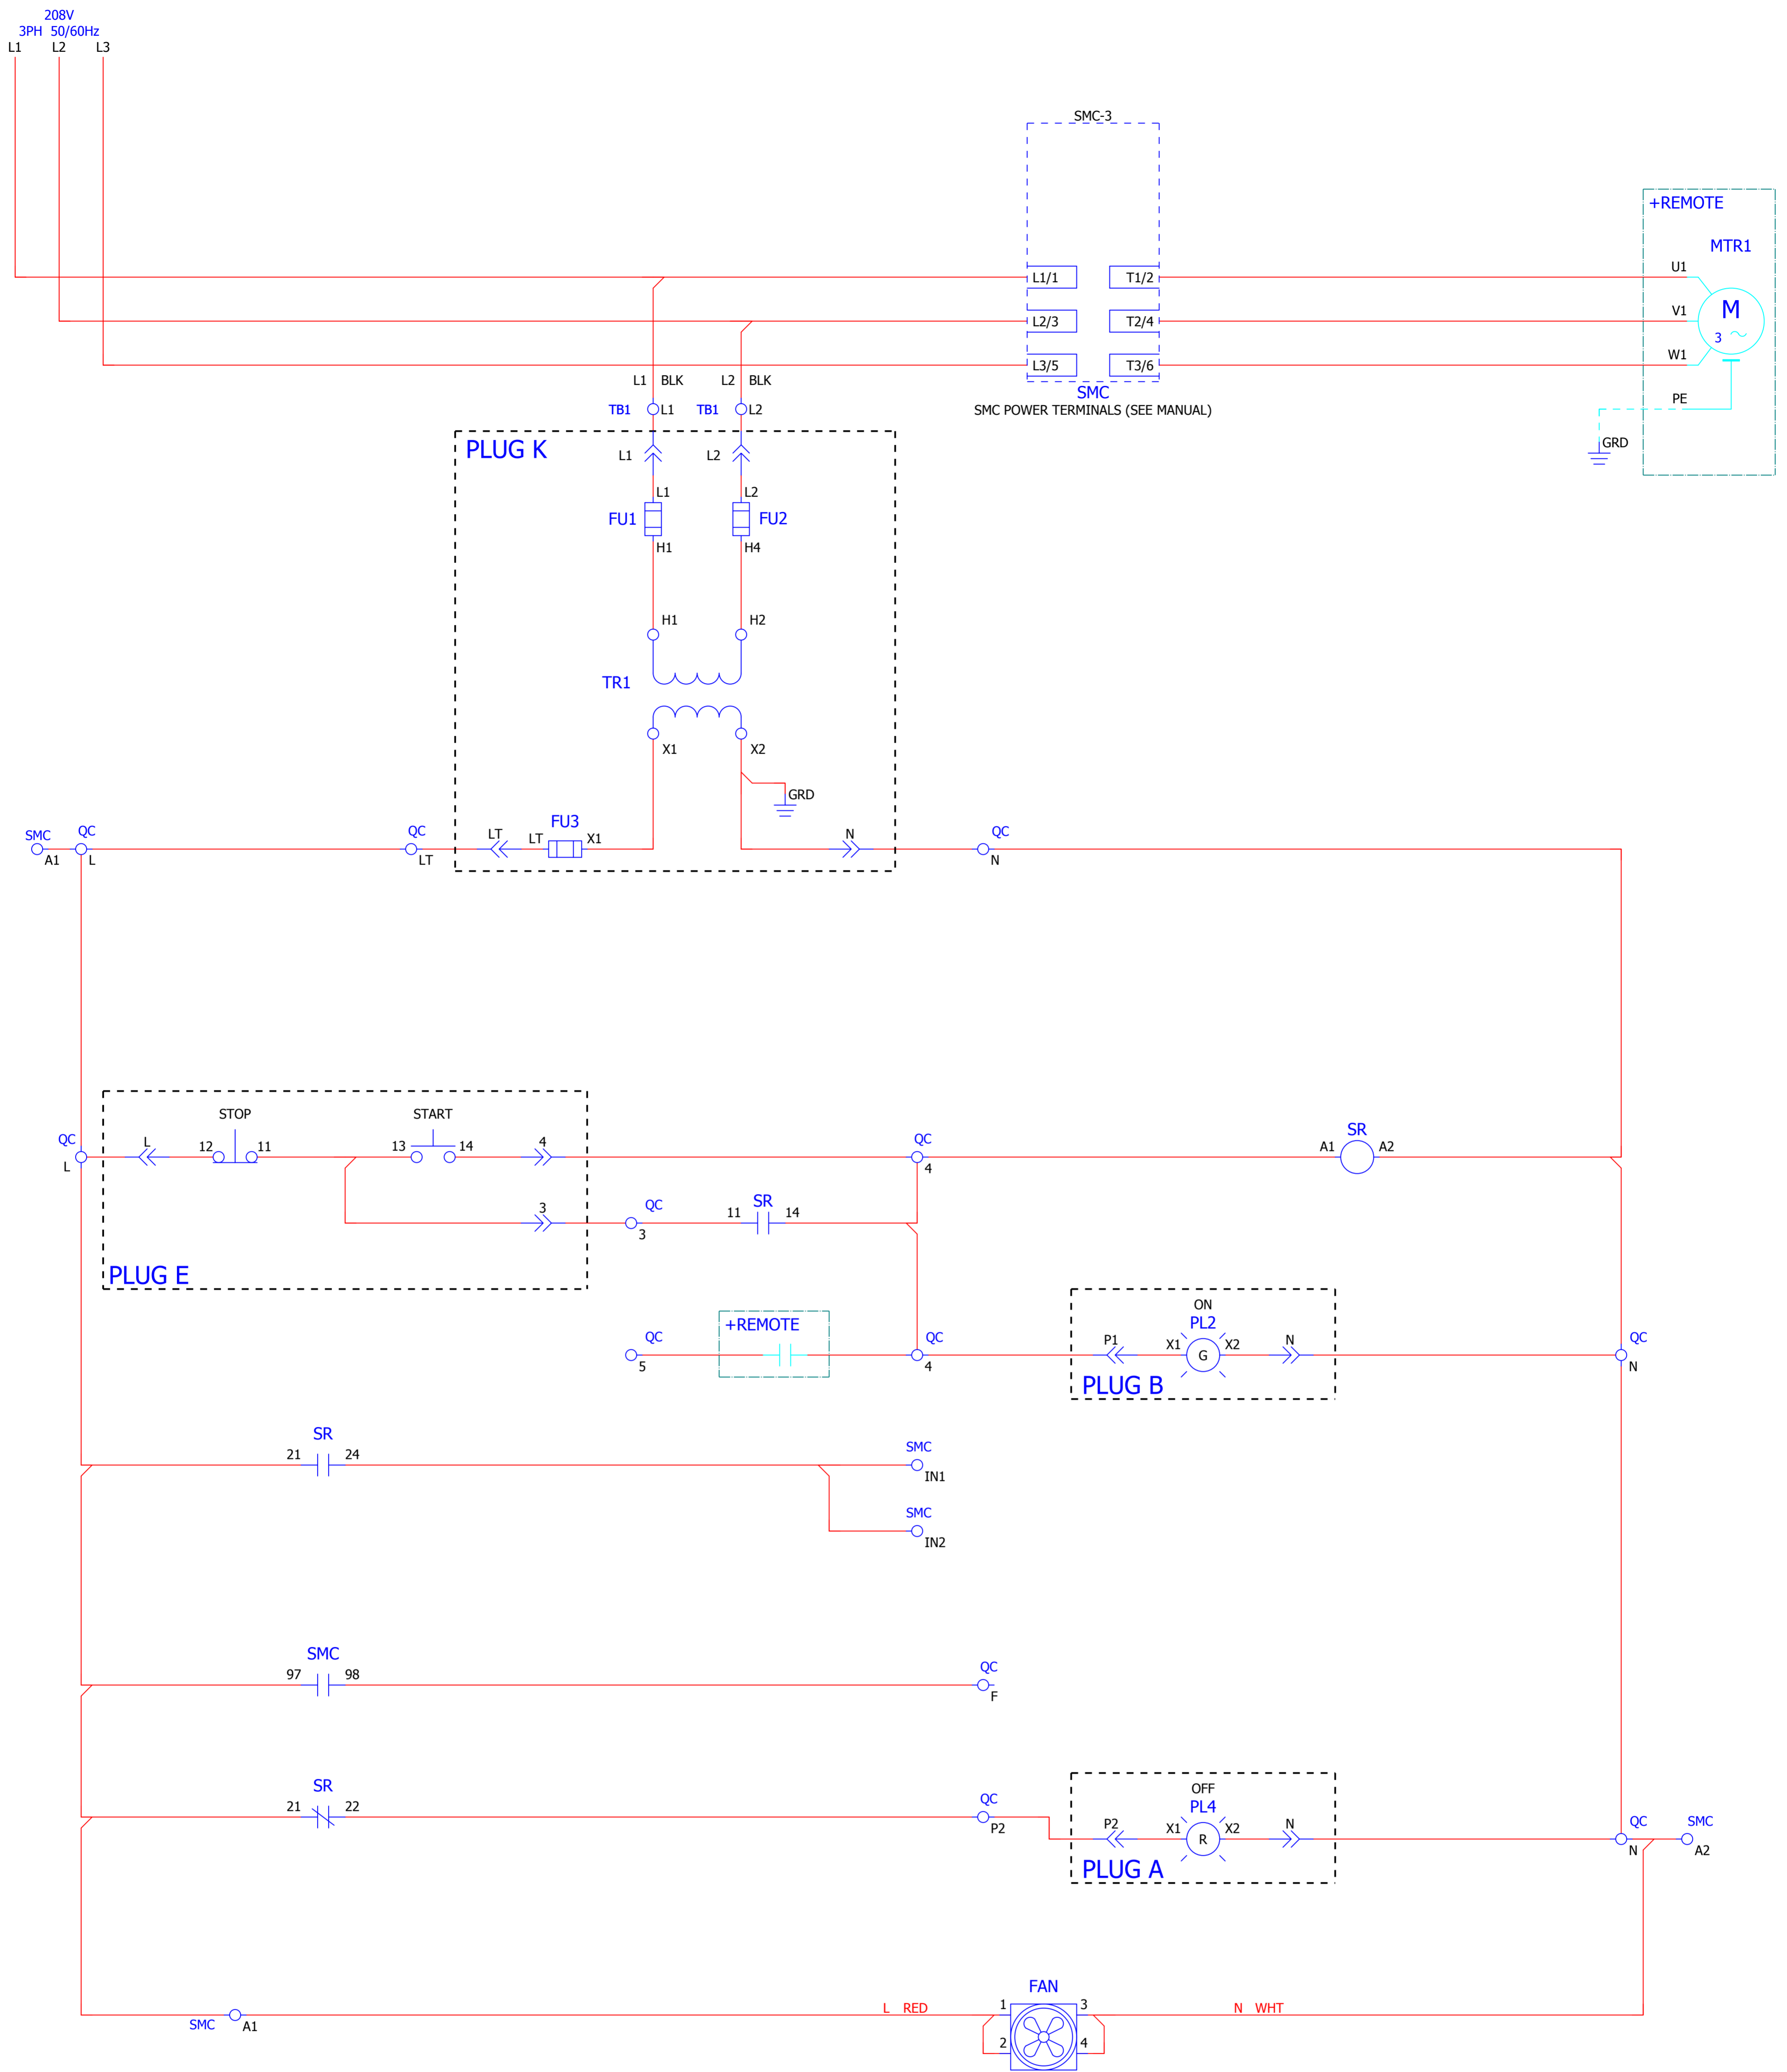 208V
3PH 50/60Hz
L1 L2 L3
SMC-3
+REMOTE
MTR1
L1/1 T1/2 U1
L2/3 T2/4 V1
M
3
L3/5 T3/6 W1
SMC
SMC POWER TERMINALS (SEE MANUAL)
PE
GRD
L1 BLK L2 BLK
TB1 L1 TB1 L2
PLUG K
L1 L2
L1 L2
FU1 FU2
H1 H4
H1 H2
TR1
X1 X2
GRD
SMC QC QC LT FU3 LT X1 N QC
A1 L LT N
STOP START
QC L 12 11 13 14 4 QC SR A1 A2
L 4
3 QC 11 SR 14
3
PLUG E
+REMOTE
ON
PL2
QC QC P1 X1 G X2 N QC
5 4 N
PLUG B
SR
21 24 SMC
IN1
SMC
IN2
SMC
97 98 QC
F
OFF
SR PL4
21 22 QC P2 X1 R X2 N QC SMC
P2 N A2
PLUG A
FAN
L RED 1 3 N WHT
SMC A1
2 4